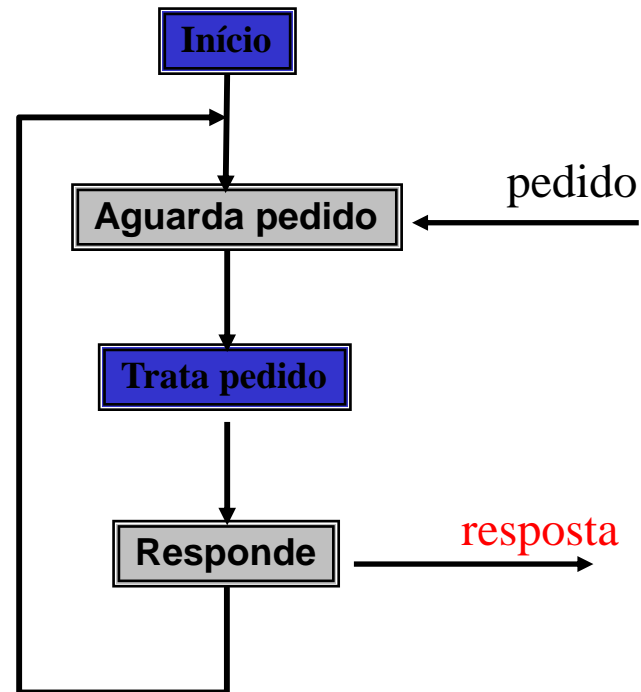 Início
pedido
Aguarda pedido
Trata pedido
resposta
Responde